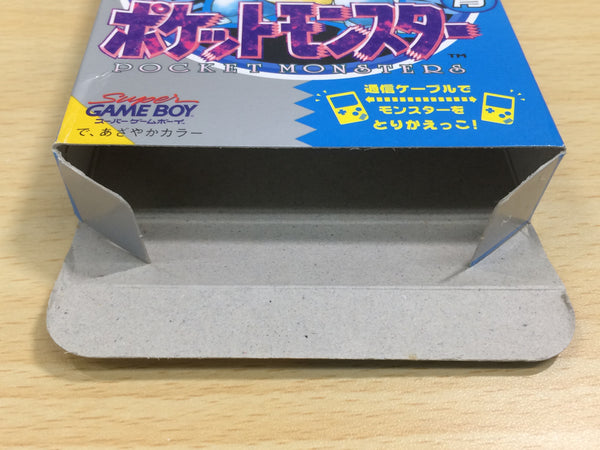 青
ポケットモンスター
TM
POCKET MONSTERS
Super
GAME BOY
スーパーゲームボーイ
で、あざやかカラー
通信ケーブルで
モンスターを
とりかえっこ!